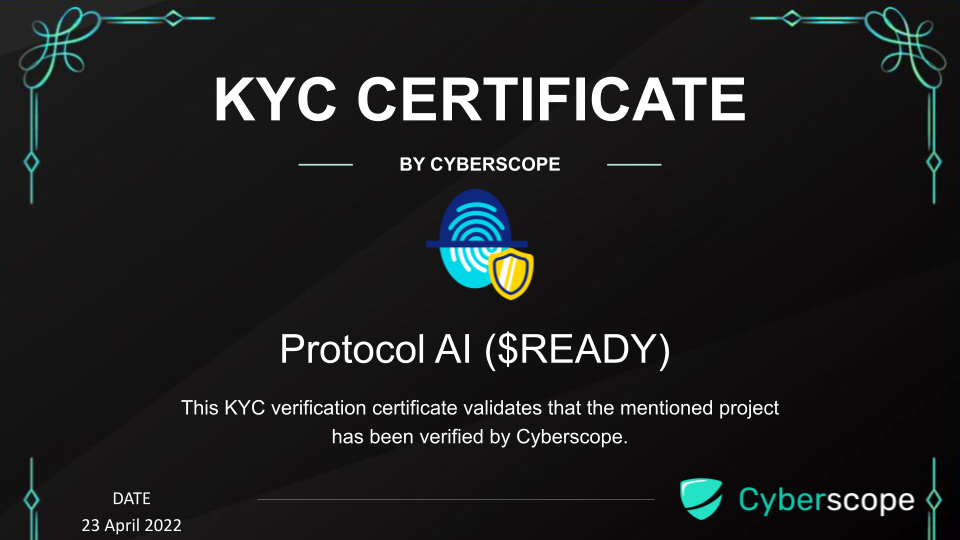 KYC CERTIFICATE
BY CYBERSCOPE
Protocol AI ($READY)
This KYC verification certificate validates that the mentioned project
has been verified by Cyberscope.
DATE
23 April 2022
Cyberscope